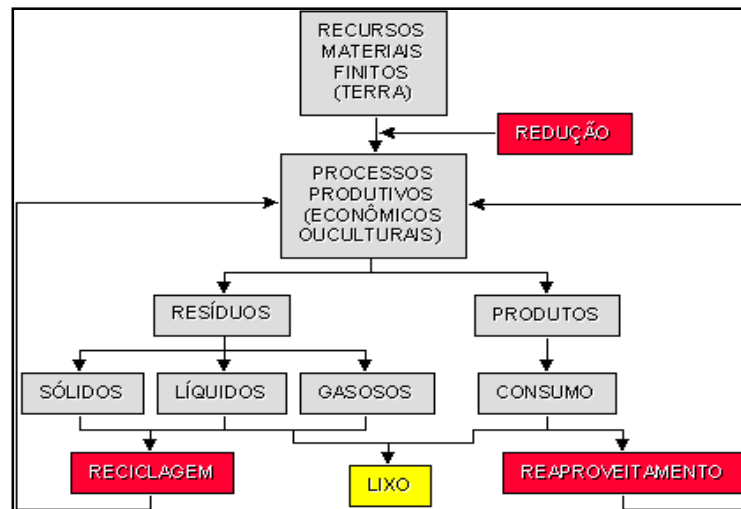 RECURSOS
MATERIAIS
FINITOS
(TERRA)
REDUÇÃO
PROCESSOS
PRODUTIVOS
(ECONÔMICOS
OUCULTURAIS)
RESÍDUOS
PRODUTOS
SÓLIDOS
LÍQUIDOS
GASOSOS
CONSUMO
RECICLAGEM
LIXO
REAPROVEITAMENTO